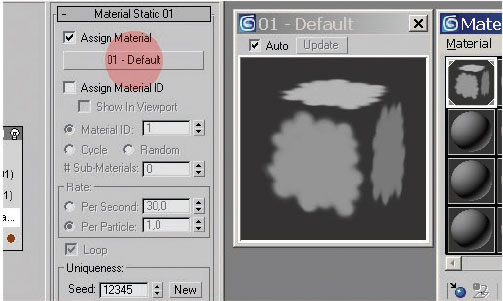 - Material Static 01
Assign Material
01 - Default
Assign Material ID
Show In Viewport
Material ID: 1
Cycle Random
# Sub-Materials: 0
Rate:
Per Second: 30,0
Per Particle: 1,0
Loop
Uniqueness:
Seed: 12345 New
01)
1)
a...
01 - Default
Auto Update
Mate
Material